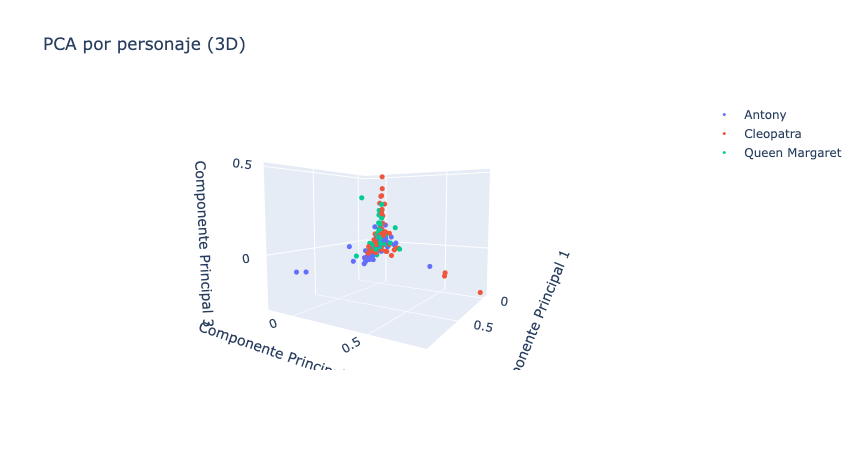 PCA por personaje (3D)
Antony
Cleopatra
Queen Margaret
0.5
0
Componente Principal 3
0
0.5
Componente
0
0.5
Principal 1